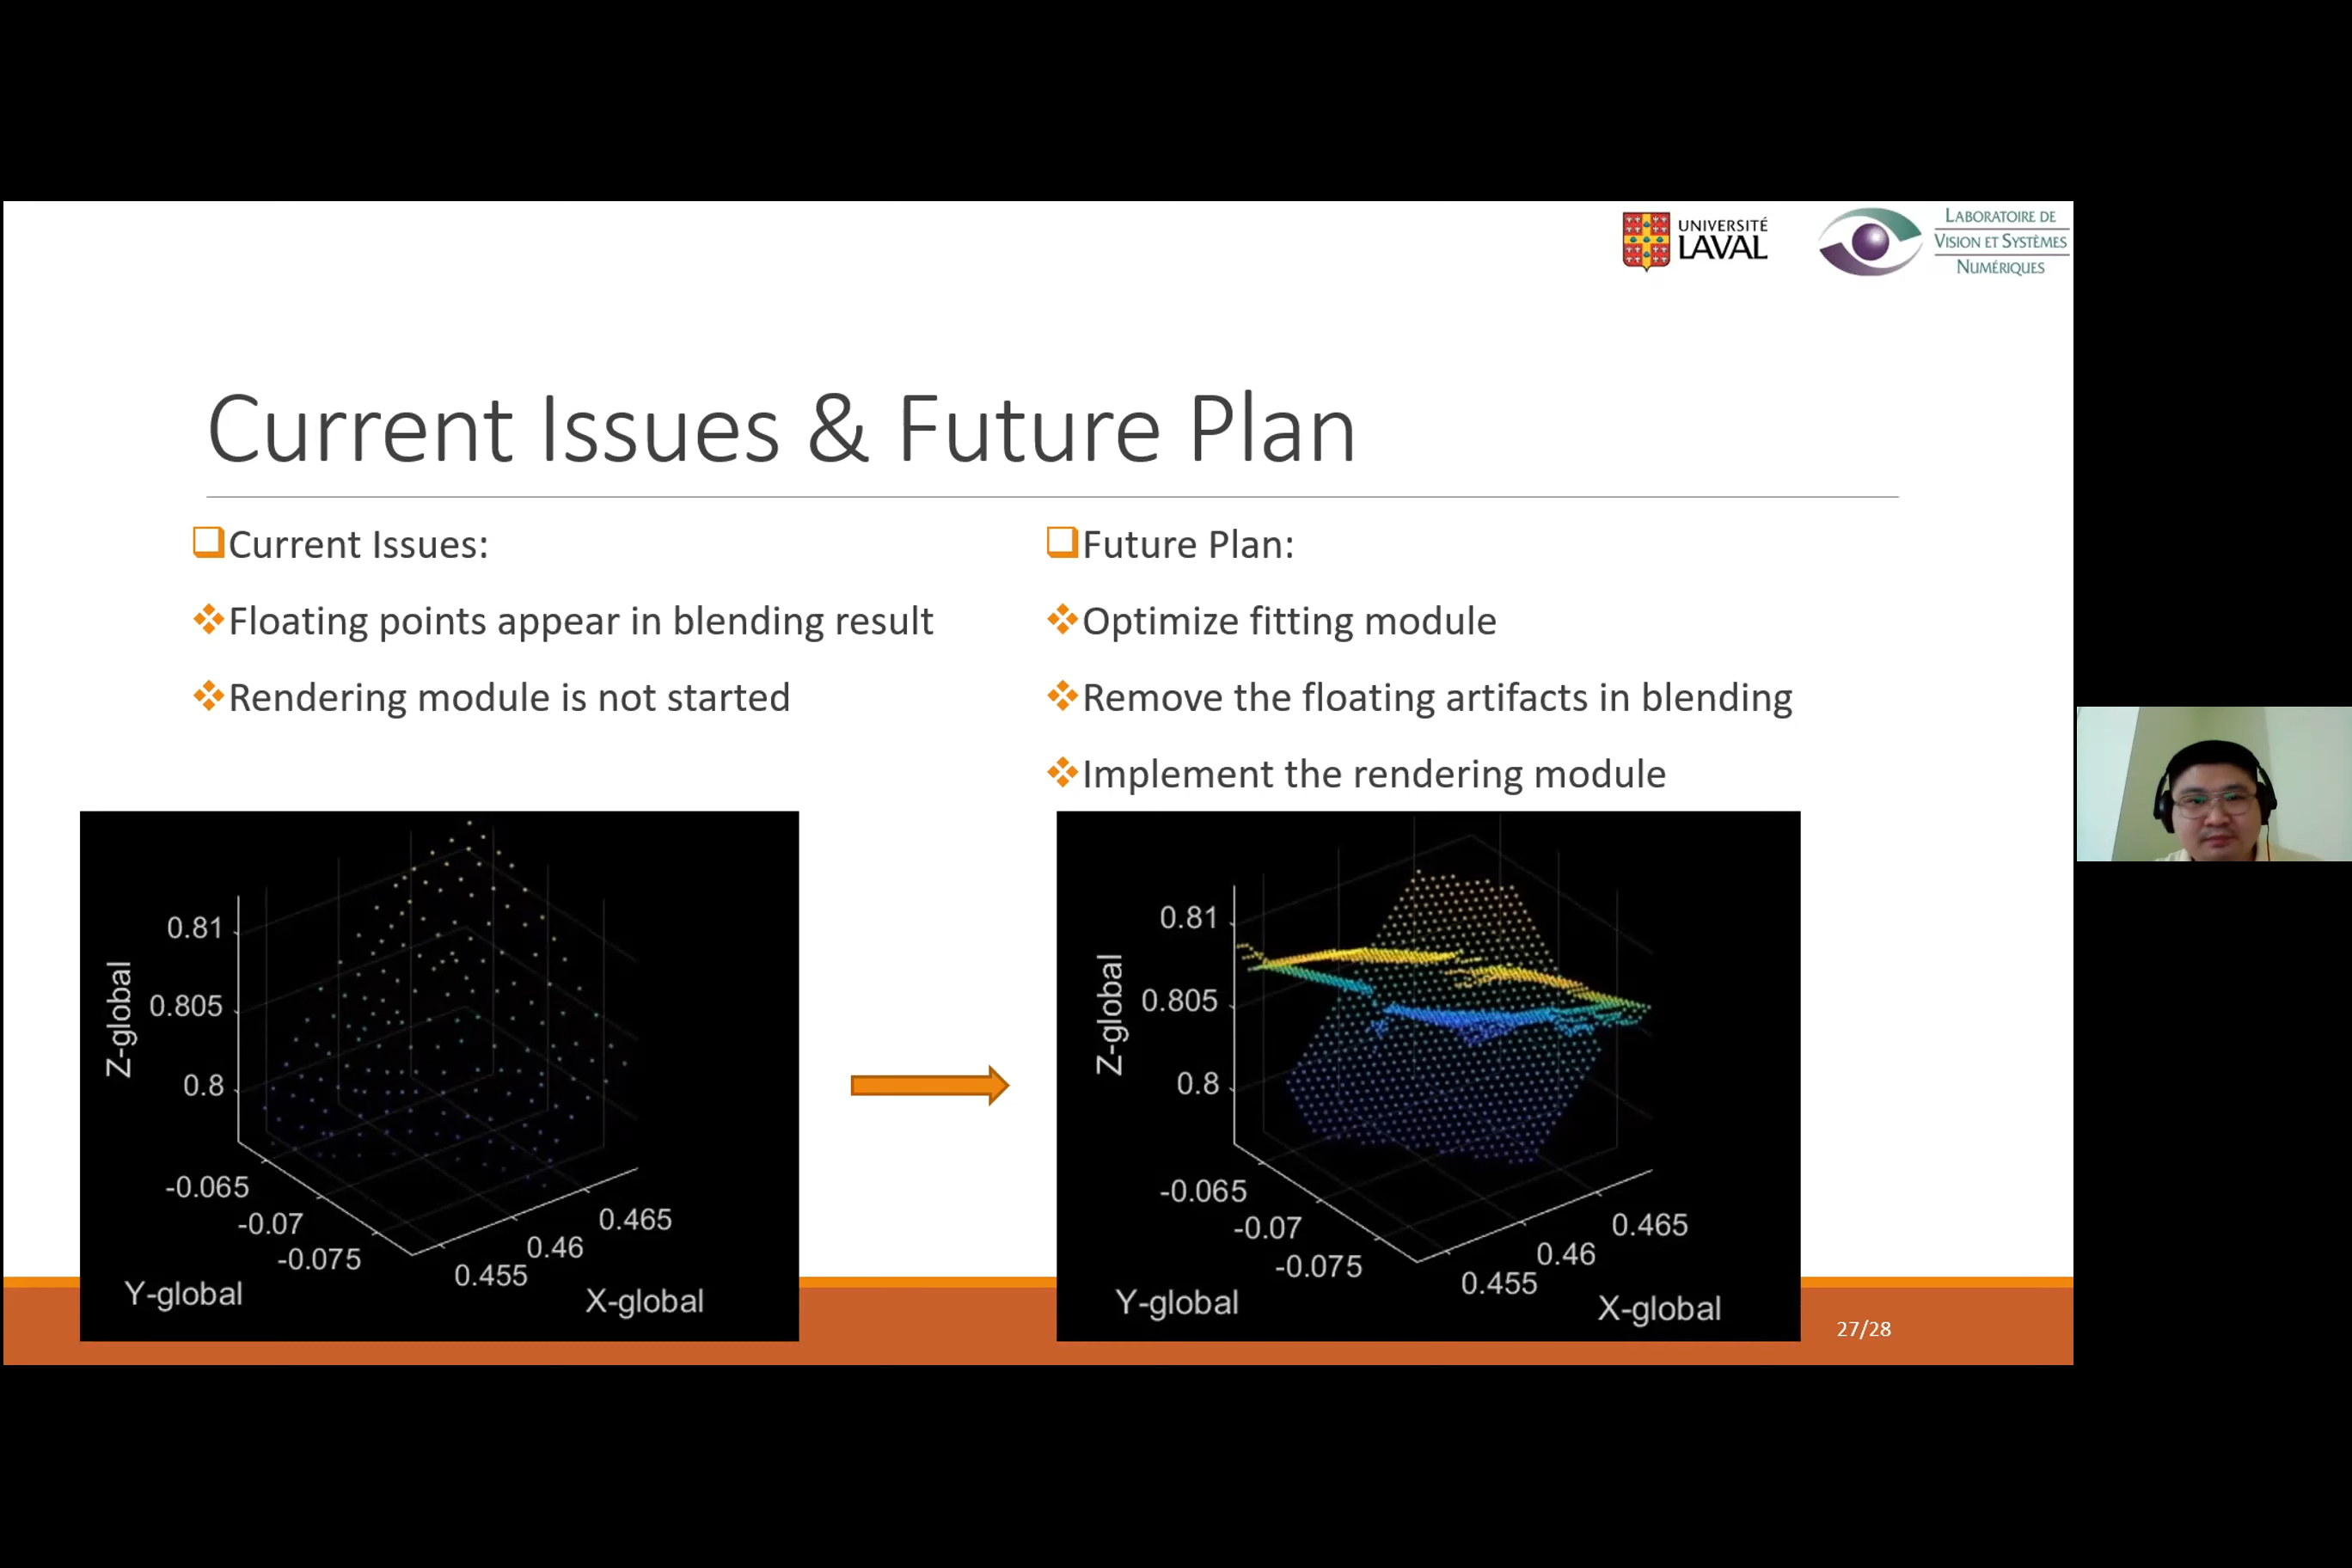 UNIVERSITÉ
LAVAL
LABORATOIRE DE
VISION ET SYSTÈMES
NUMÉRIQUES
Current Issues & Future Plan
Current Issues:
Floating points appear in blending result
Rendering module is not started
Future Plan:
Optimize fitting module
Remove the floating artifacts in blending
Implement the rendering module
0.81
0.805
0.8
Z-global
-0.065
-0.07
-0.075
Y-global
0.455
0.46
0.465
X-global
0.81
0.805
0.8
Z-global
-0.065
-0.07
-0.075
Y-global
0.455
0.46
0.465
X-global
27/28